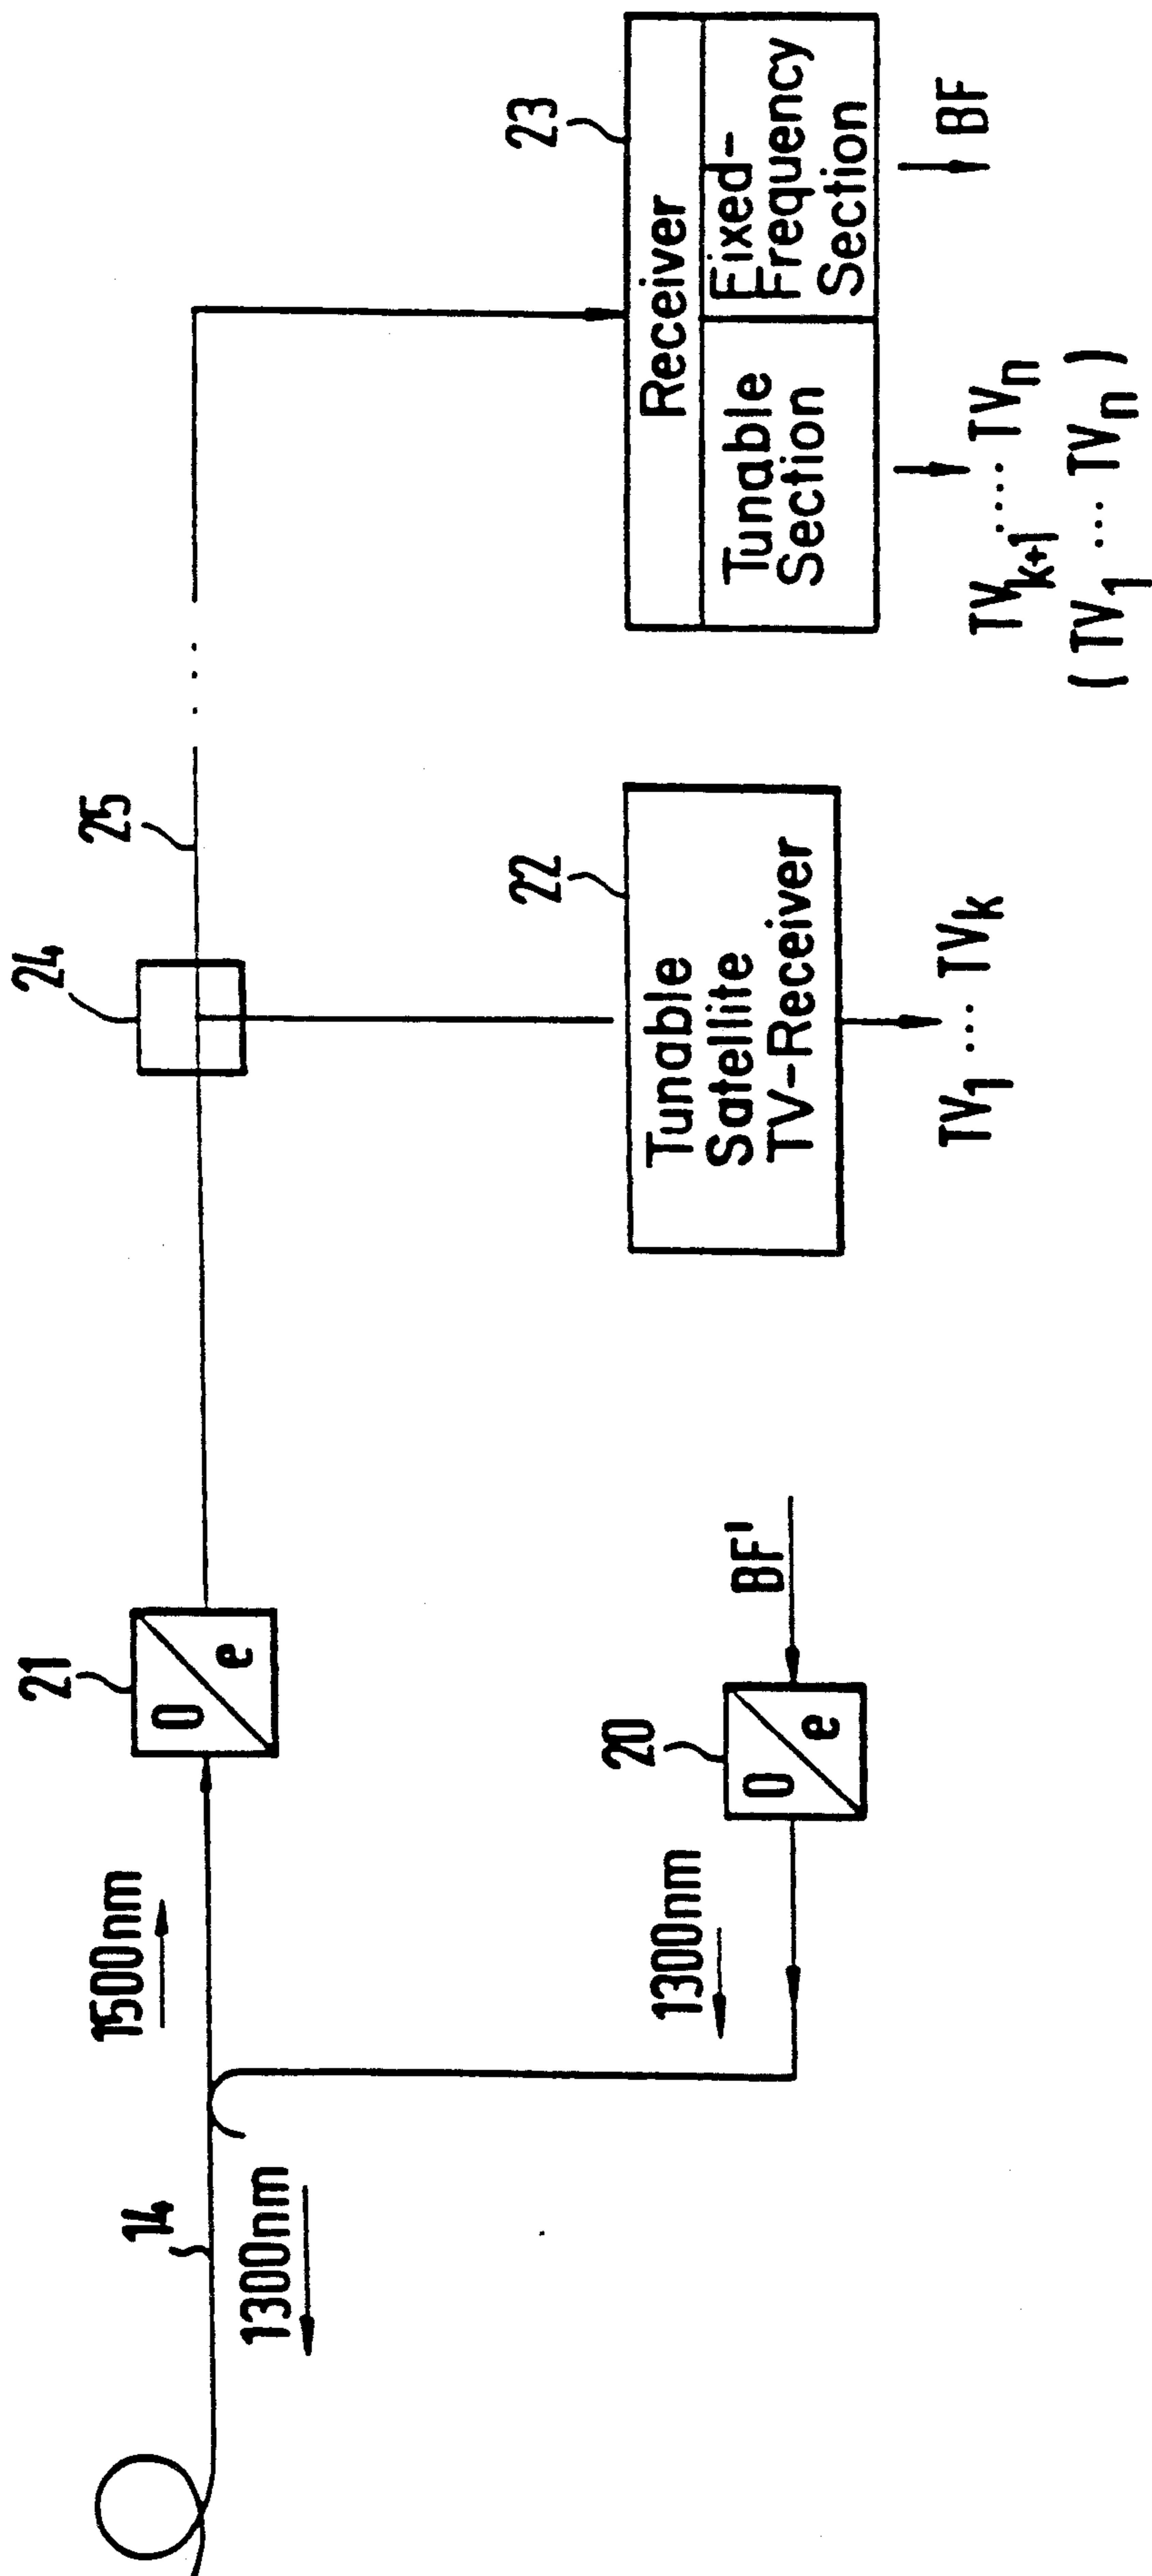 14
1300nm
1500nm
21
O
e
1300nm
20
O
e
BF'
24
25
22
Tunable
Satellite
TV-Receiver
TV1 ... TVk
23
Receiver
Tunable
Section
Fixed-
Frequency
Section
TVk+1 ..... TVn
( TV1 ... TVn )
BF